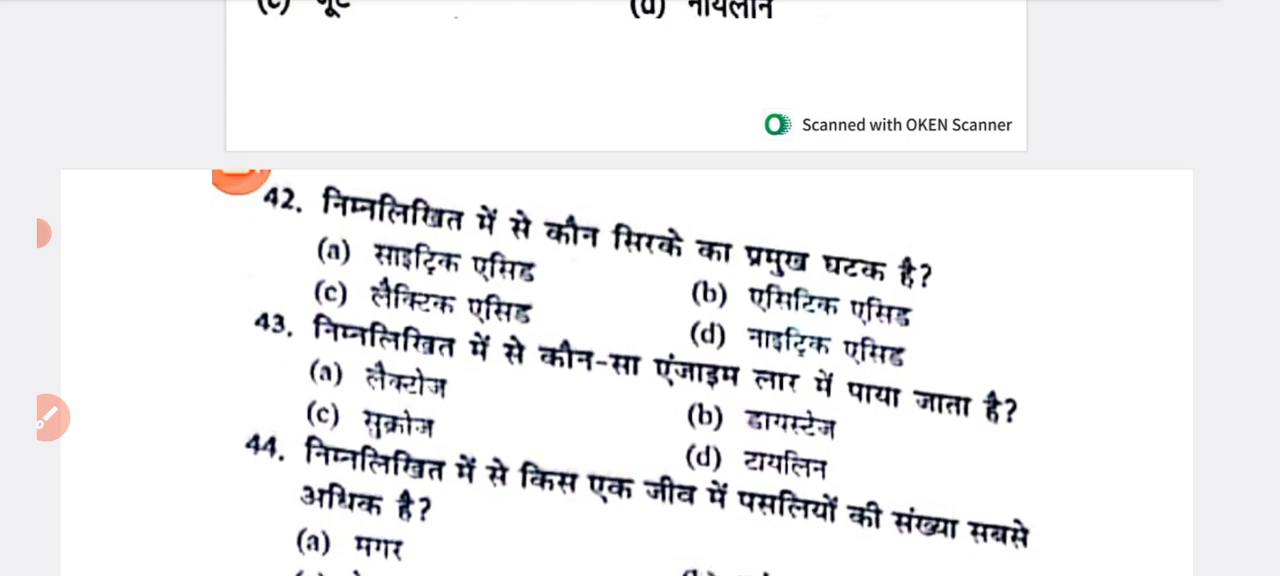 (c) जूट (d) नायलॉन
Scanned with OKEN Scanner
42. निम्नलिखित में से कौन सिरके का प्रमुख घटक है?
(a) साइट्रिक एसिड (b) एसिटिक एसिड
(c) लैक्टिक एसिड (d) नाइट्रिक एसिड
43. निम्नलिखित में से कौन-सा एंजाइम लार में पाया जाता है?
(a) लैक्टोज (b) डायस्टेज
(c) सुक्रोज (d) टायलिन
44. निम्नलिखित में से किस एक जीव में पसलियों की संख्या सबसे
अधिक है?
(a) मगर